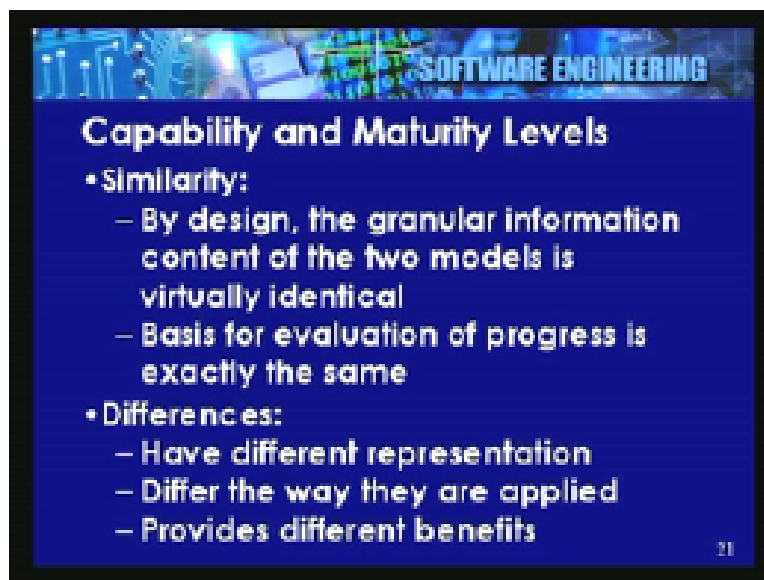 SOFTWARE ENGINEERING
Capability and Maturity Levels
•Similarity:
– By design, the granular information
content of the two models is
virtually identical
– Basis for evaluation of progress is
exactly the same
•Differences:
– Have different representation
– Differ the way they are applied
– Provides different benefits
21